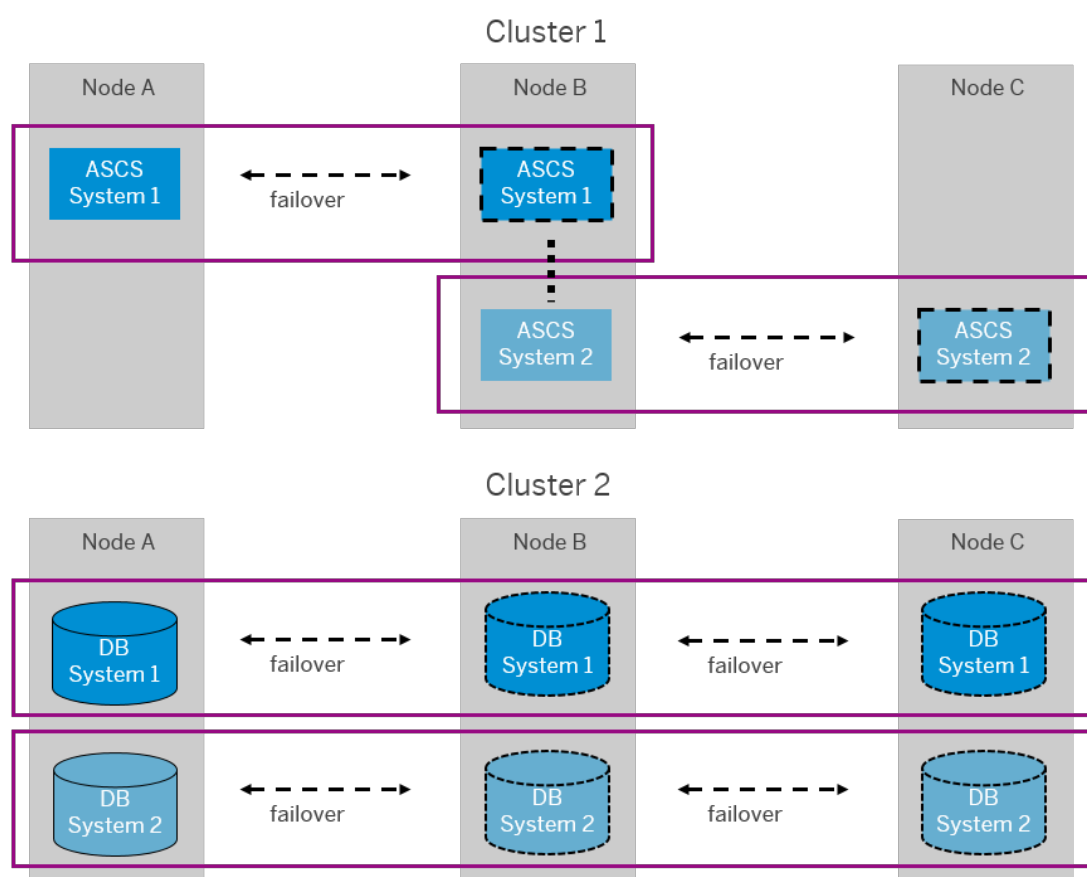 Cluster 1
Node A
Node B
Node C
ASCS
System 1
failover
ASCS
System 1
ASCS
System 2
failover
ASCS
System 2
Cluster 2
Node A
Node B
Node C
DB
System 1
failover
DB
System 1
failover
DB
System 1
DB
System 2
failover
DB
System 2
failover
DB
System 2